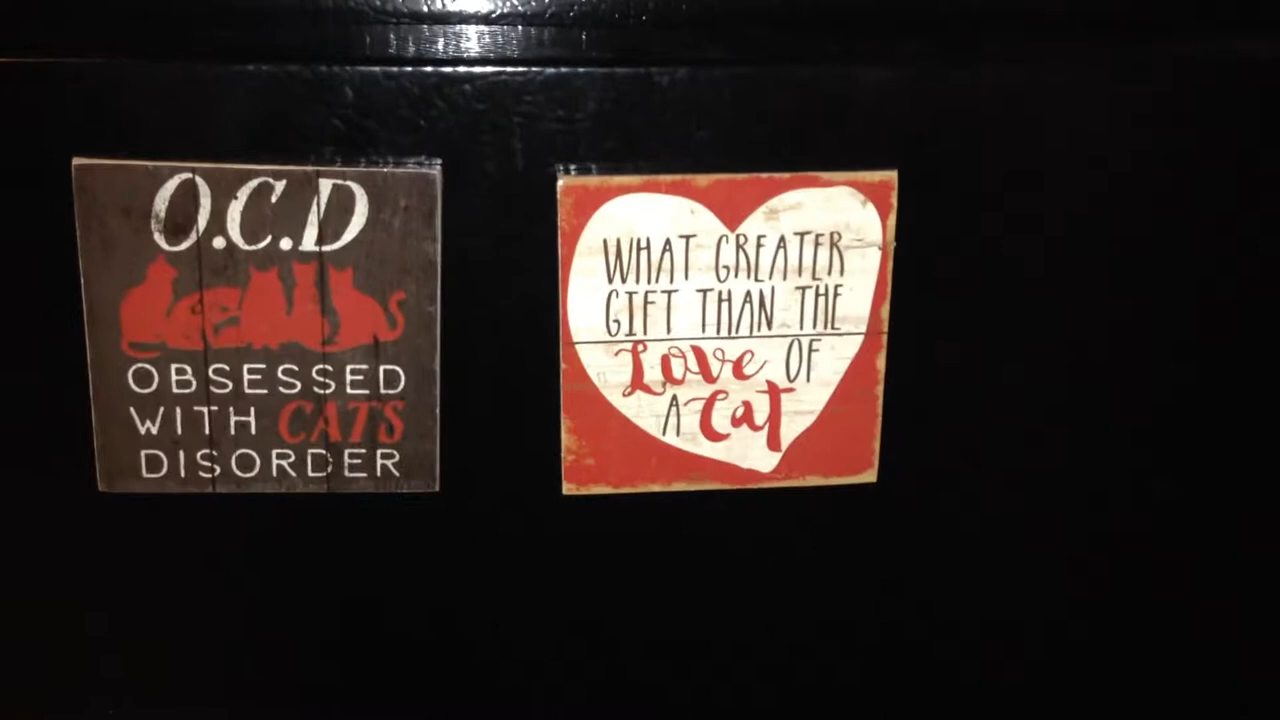 O.C.D
OBSESSED
WITH CATS
DISORDER
WHAT GREATER
GIFT THAN THE
Love OF
A Cat